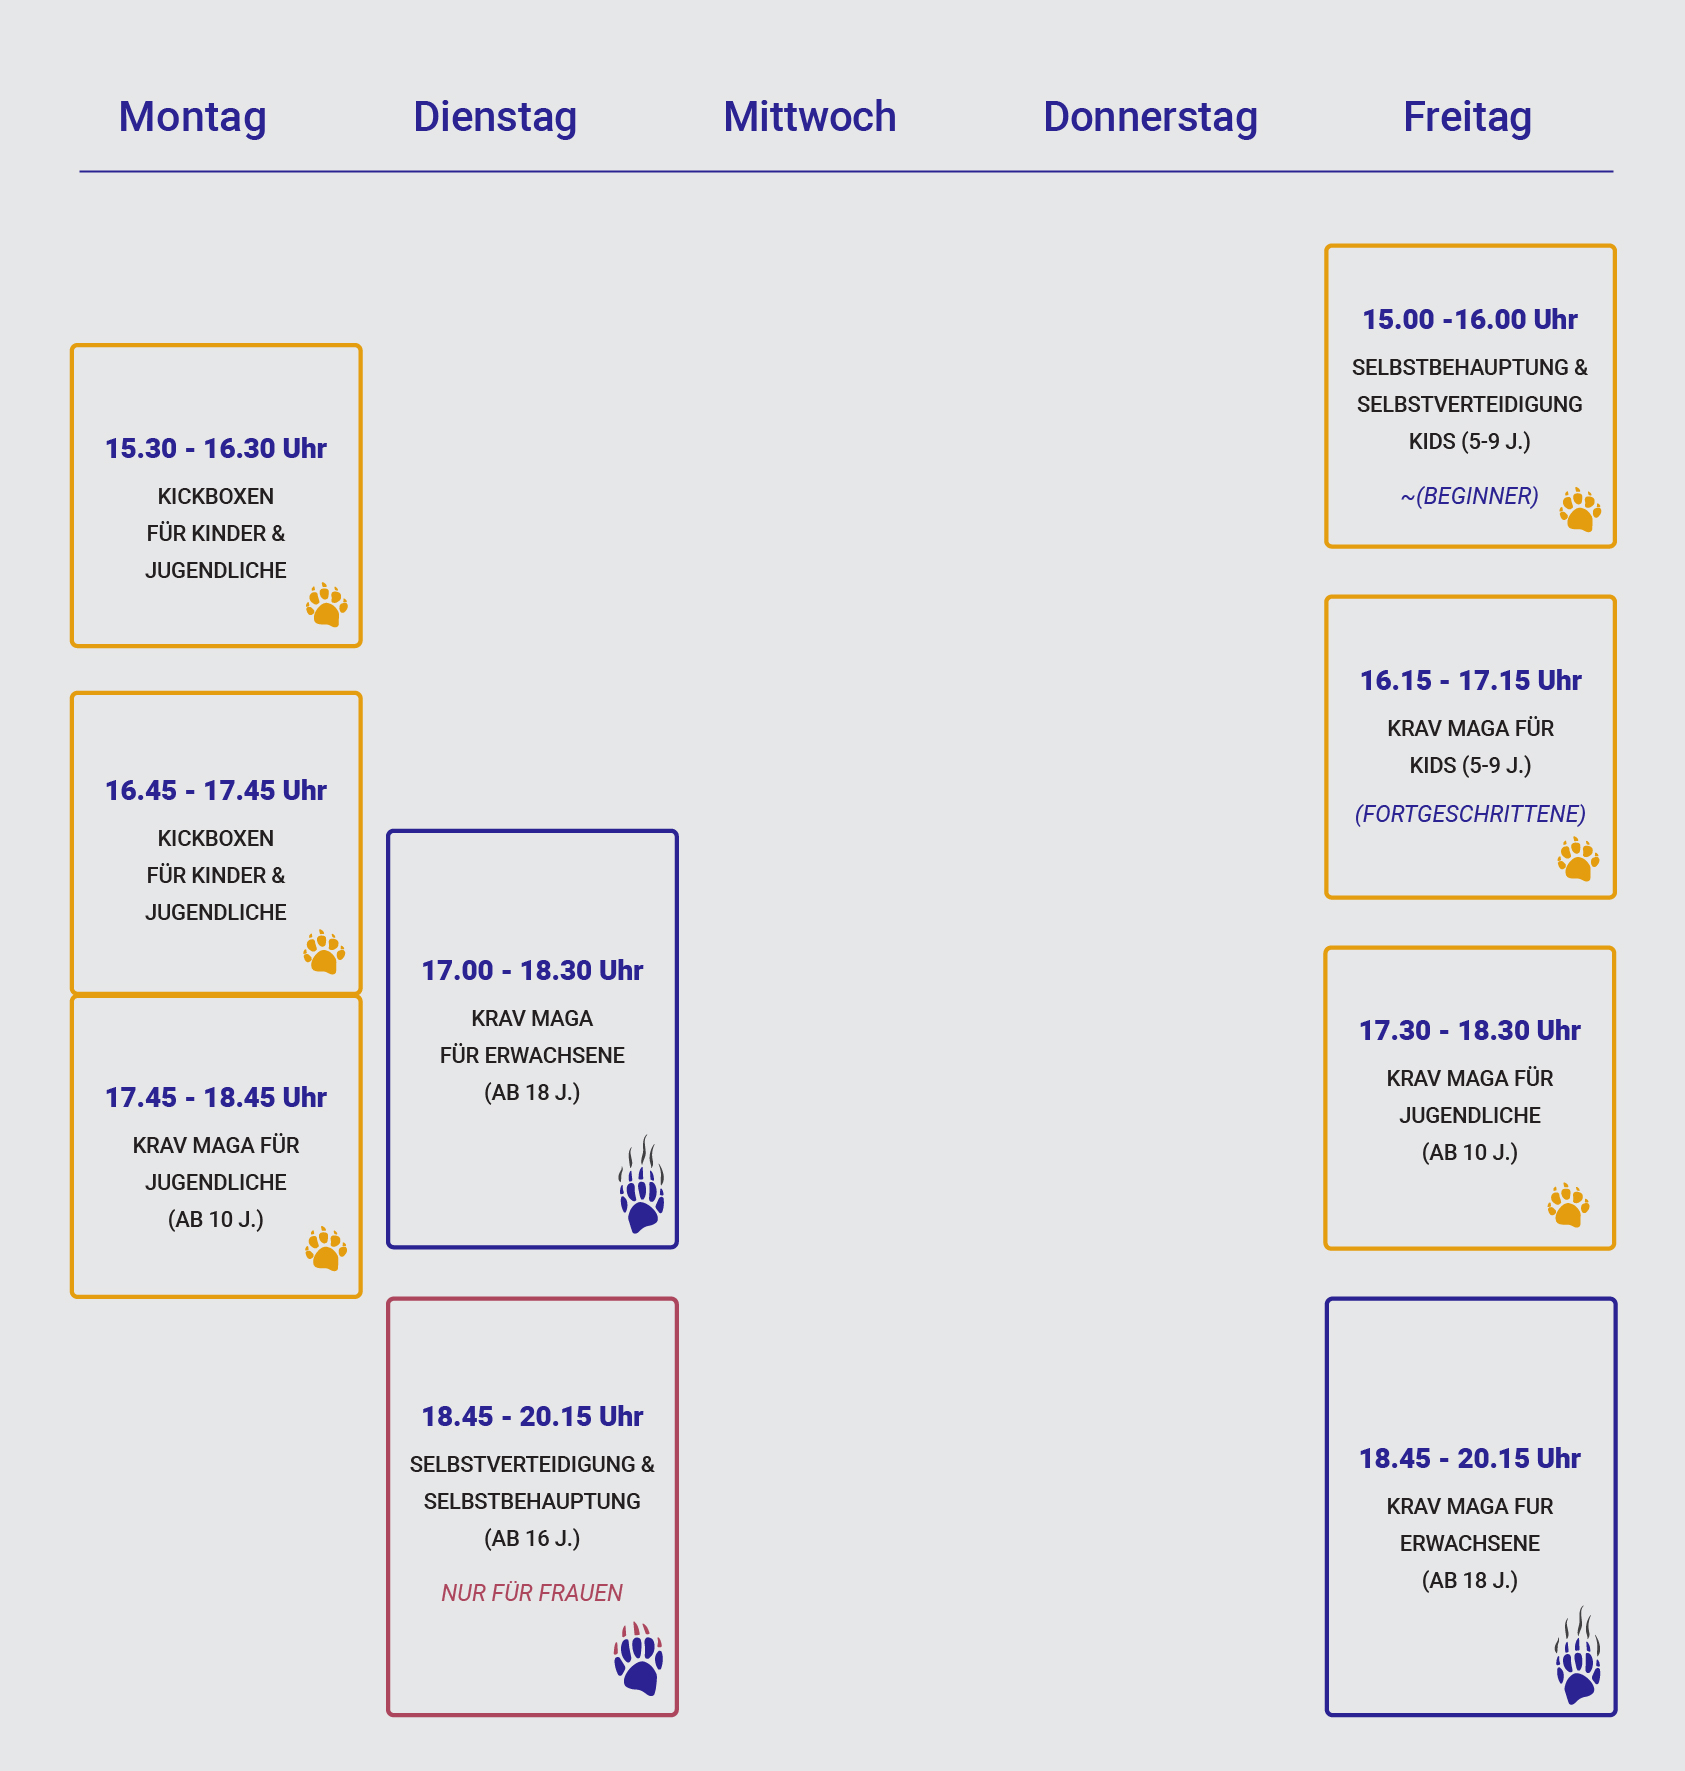 Montag Dienstag Mittwoch Donnerstag Freitag
15.30 - 16.30 Uhr
KICKBOXEN
FÜR KINDER &
JUGENDLICHE
16.45 - 17.45 Uhr
KICKBOXEN
FÜR KINDER &
JUGENDLICHE
17.45 - 18.45 Uhr
KRAV MAGA FÜR
JUGENDLICHE
(AB 10 J.)
17.00 - 18.30 Uhr
KRAV MAGA
FÜR ERWACHSENE
(AB 18 J.)
18.45 - 20.15 Uhr
SELBSTVERTEIDIGUNG &
SELBSTBEHAUPTUNG
(AB 16 J.)
NUR FÜR FRAUEN
15.00 -16.00 Uhr
SELBSTBEHAUPTUNG &
SELBSTVERTEIDIGUNG
KIDS (5-9 J.)
~(BEGINNER)
16.15 - 17.15 Uhr
KRAV MAGA FÜR
KIDS (5-9 J.)
(FORTGESCHRITTENE)
17.30 - 18.30 Uhr
KRAV MAGA FÜR
JUGENDLICHE
(AB 10 J.)
18.45 - 20.15 Uhr
KRAV MAGA FUR
ERWACHSENE
(AB 18 J.)